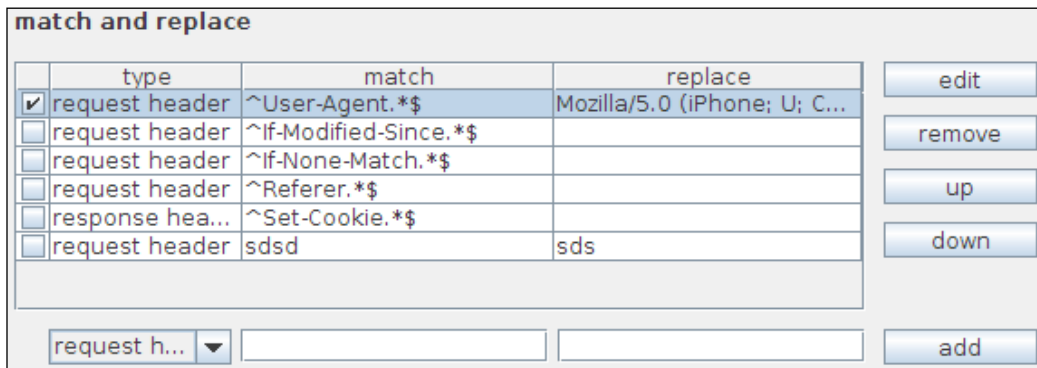 match and replace
type match replace edit
request header ^User-Agent.*$ Mozilla/5.0 (iPhone; U; C...
request header ^If-Modified-Since.*$ remove
request header ^If-None-Match.*$
request header ^Referer.*$ up
response hea... ^Set-Cookie.*$
request header sdsd sds down
request h... add